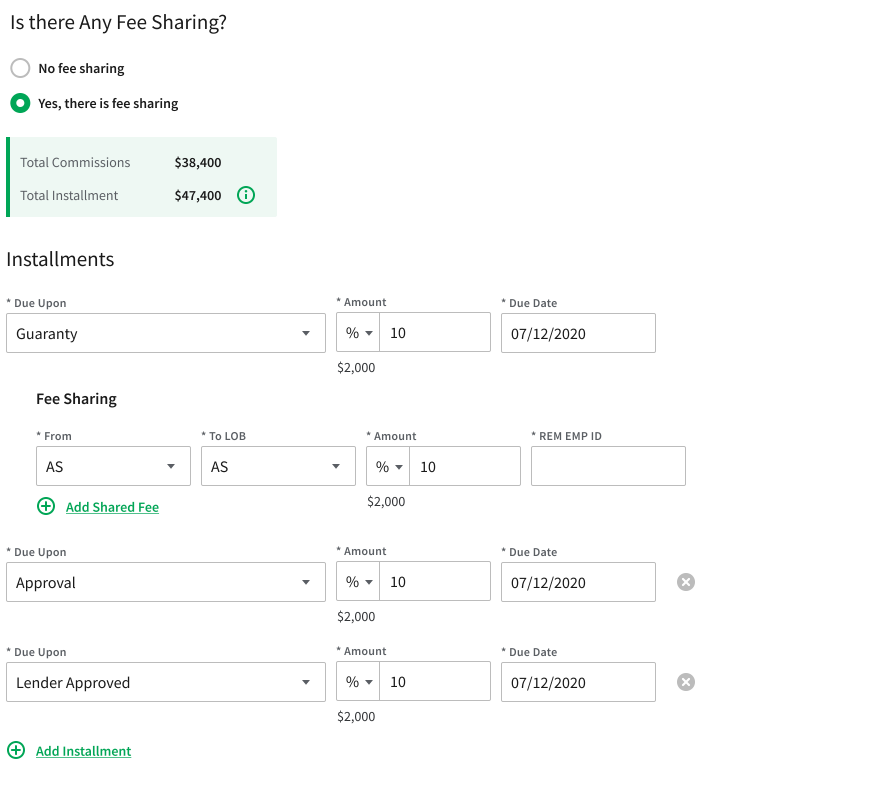 Is there Any Fee Sharing?
No fee sharing
Yes, there is fee sharing
Total Commissions $38,400
Total Installment $47,400
Installments
* Due Upon * Amount * Due Date
Guaranty % 10 07/12/2020
$2,000
Fee Sharing
* From * To LOB * Amount * REM EMP ID
AS AS % 10
Add Shared Fee $2,000
* Due Upon * Amount * Due Date
Approval % 10 07/12/2020
$2,000
* Due Upon * Amount * Due Date
Lender Approved % 10 07/12/2020
$2,000
Add Installment